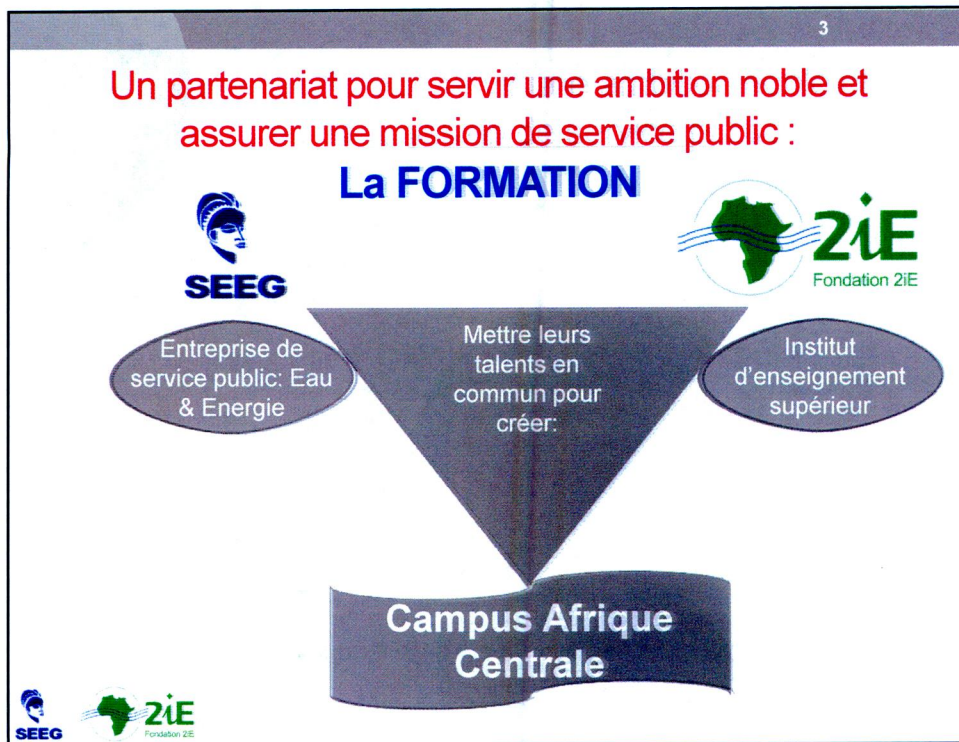 3
Un partenariat pour servir une ambition noble et
assurer une mission de service public :
La FORMATION
SEEG
2iE
Fondation 2iE
Entreprise de
service public: Eau
& Energie
Mettre leurs
talents en
commun pour
créer:
Institut
d'enseignement
supérieur
Campus Afrique
Centrale
SEEG
2iE
Fondation 2iE